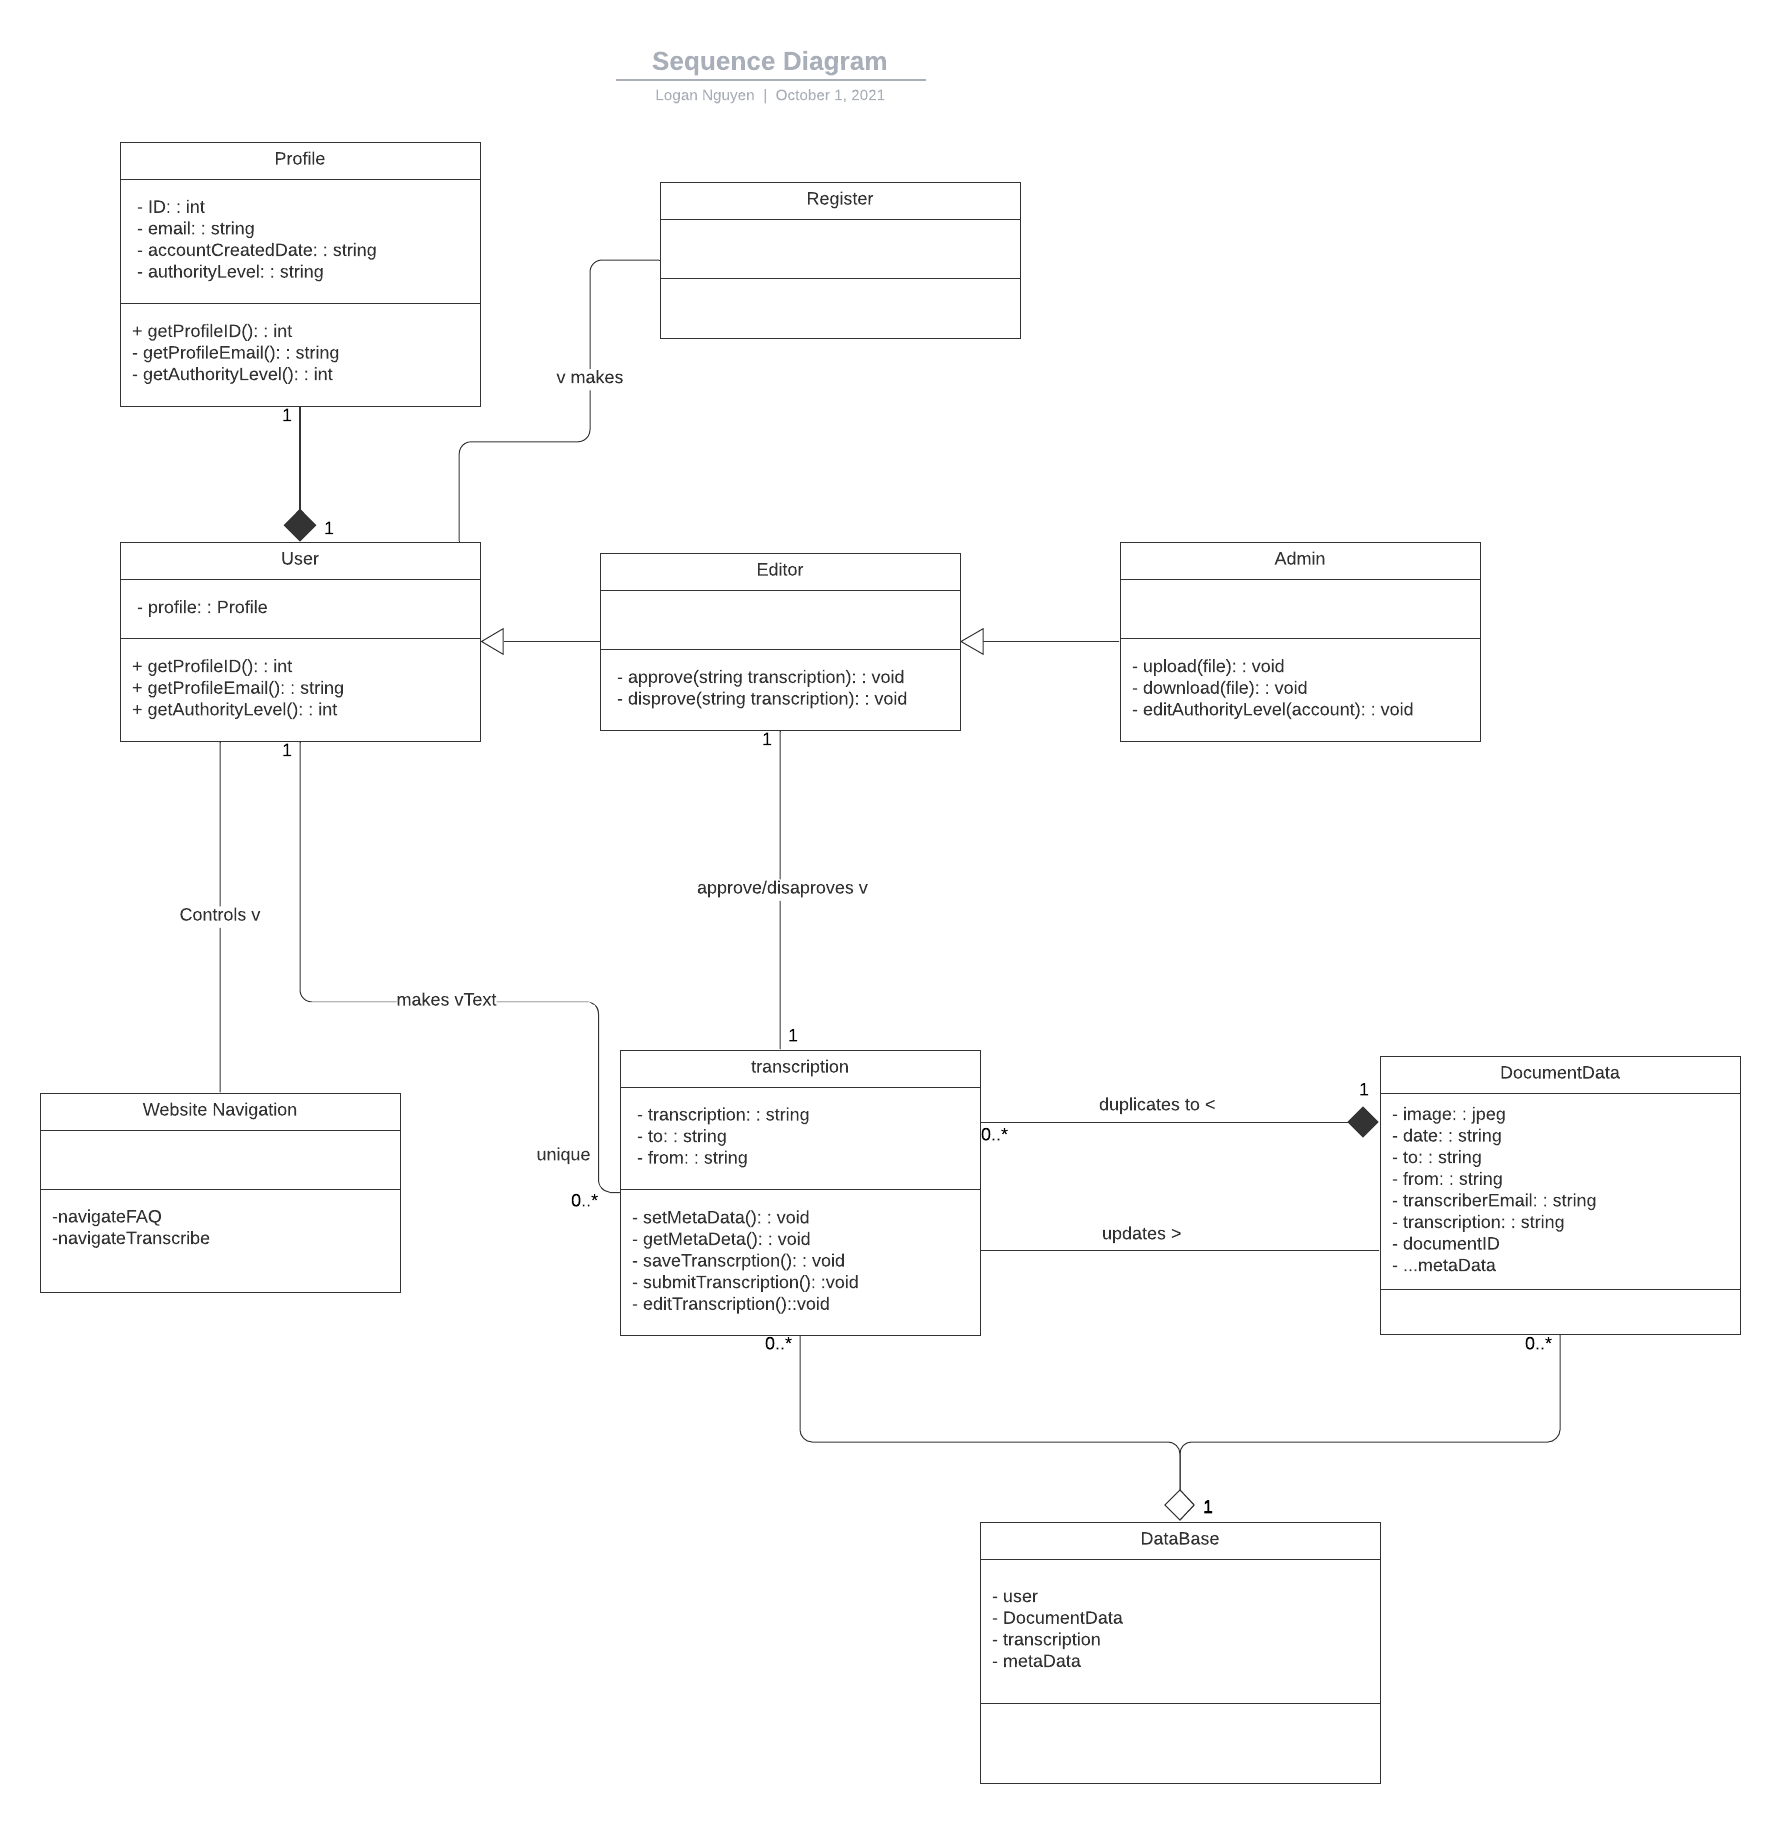 Sequence Diagram
Logan Nguyen | October 1, 2021
Profile
- ID: : int
- email: : string
- accountCreatedDate: : string
- authorityLevel: : string
+ getProfileID(): : int
- getProfileEmail(): : string
- getAuthorityLevel(): : int
1
1
Register
v makes
User
- profile: : Profile
+ getProfileID(): : int
+ getProfileEmail(): : string
+ getAuthorityLevel(): : int
1
Editor
- approve(string transcription): : void
- disprove(string transcription): : void
1
Admin
- upload(file): : void
- download(file): : void
- editAuthorityLevel(account): : void
approve/disaproves v
Controls v
makes vText
1
unique
0..*
Website Navigation
-navigateFAQ
-navigateTranscribe
transcription
- transcription: : string
- to: : string
- from: : string
- setMetaData(): : void
- getMetaDeta(): : void
- saveTranscrption(): : void
- submitTranscription(): :void
- editTranscription()::void
0..*
duplicates to <
0..*
1
updates >
DocumentData
- image: : jpeg
- date: : string
- to: : string
- from: : string
- transcriberEmail: : string
- transcription: : string
- documentID
- ...metaData
0..*
1
DataBase
- user
- DocumentData
- transcription
- metaData